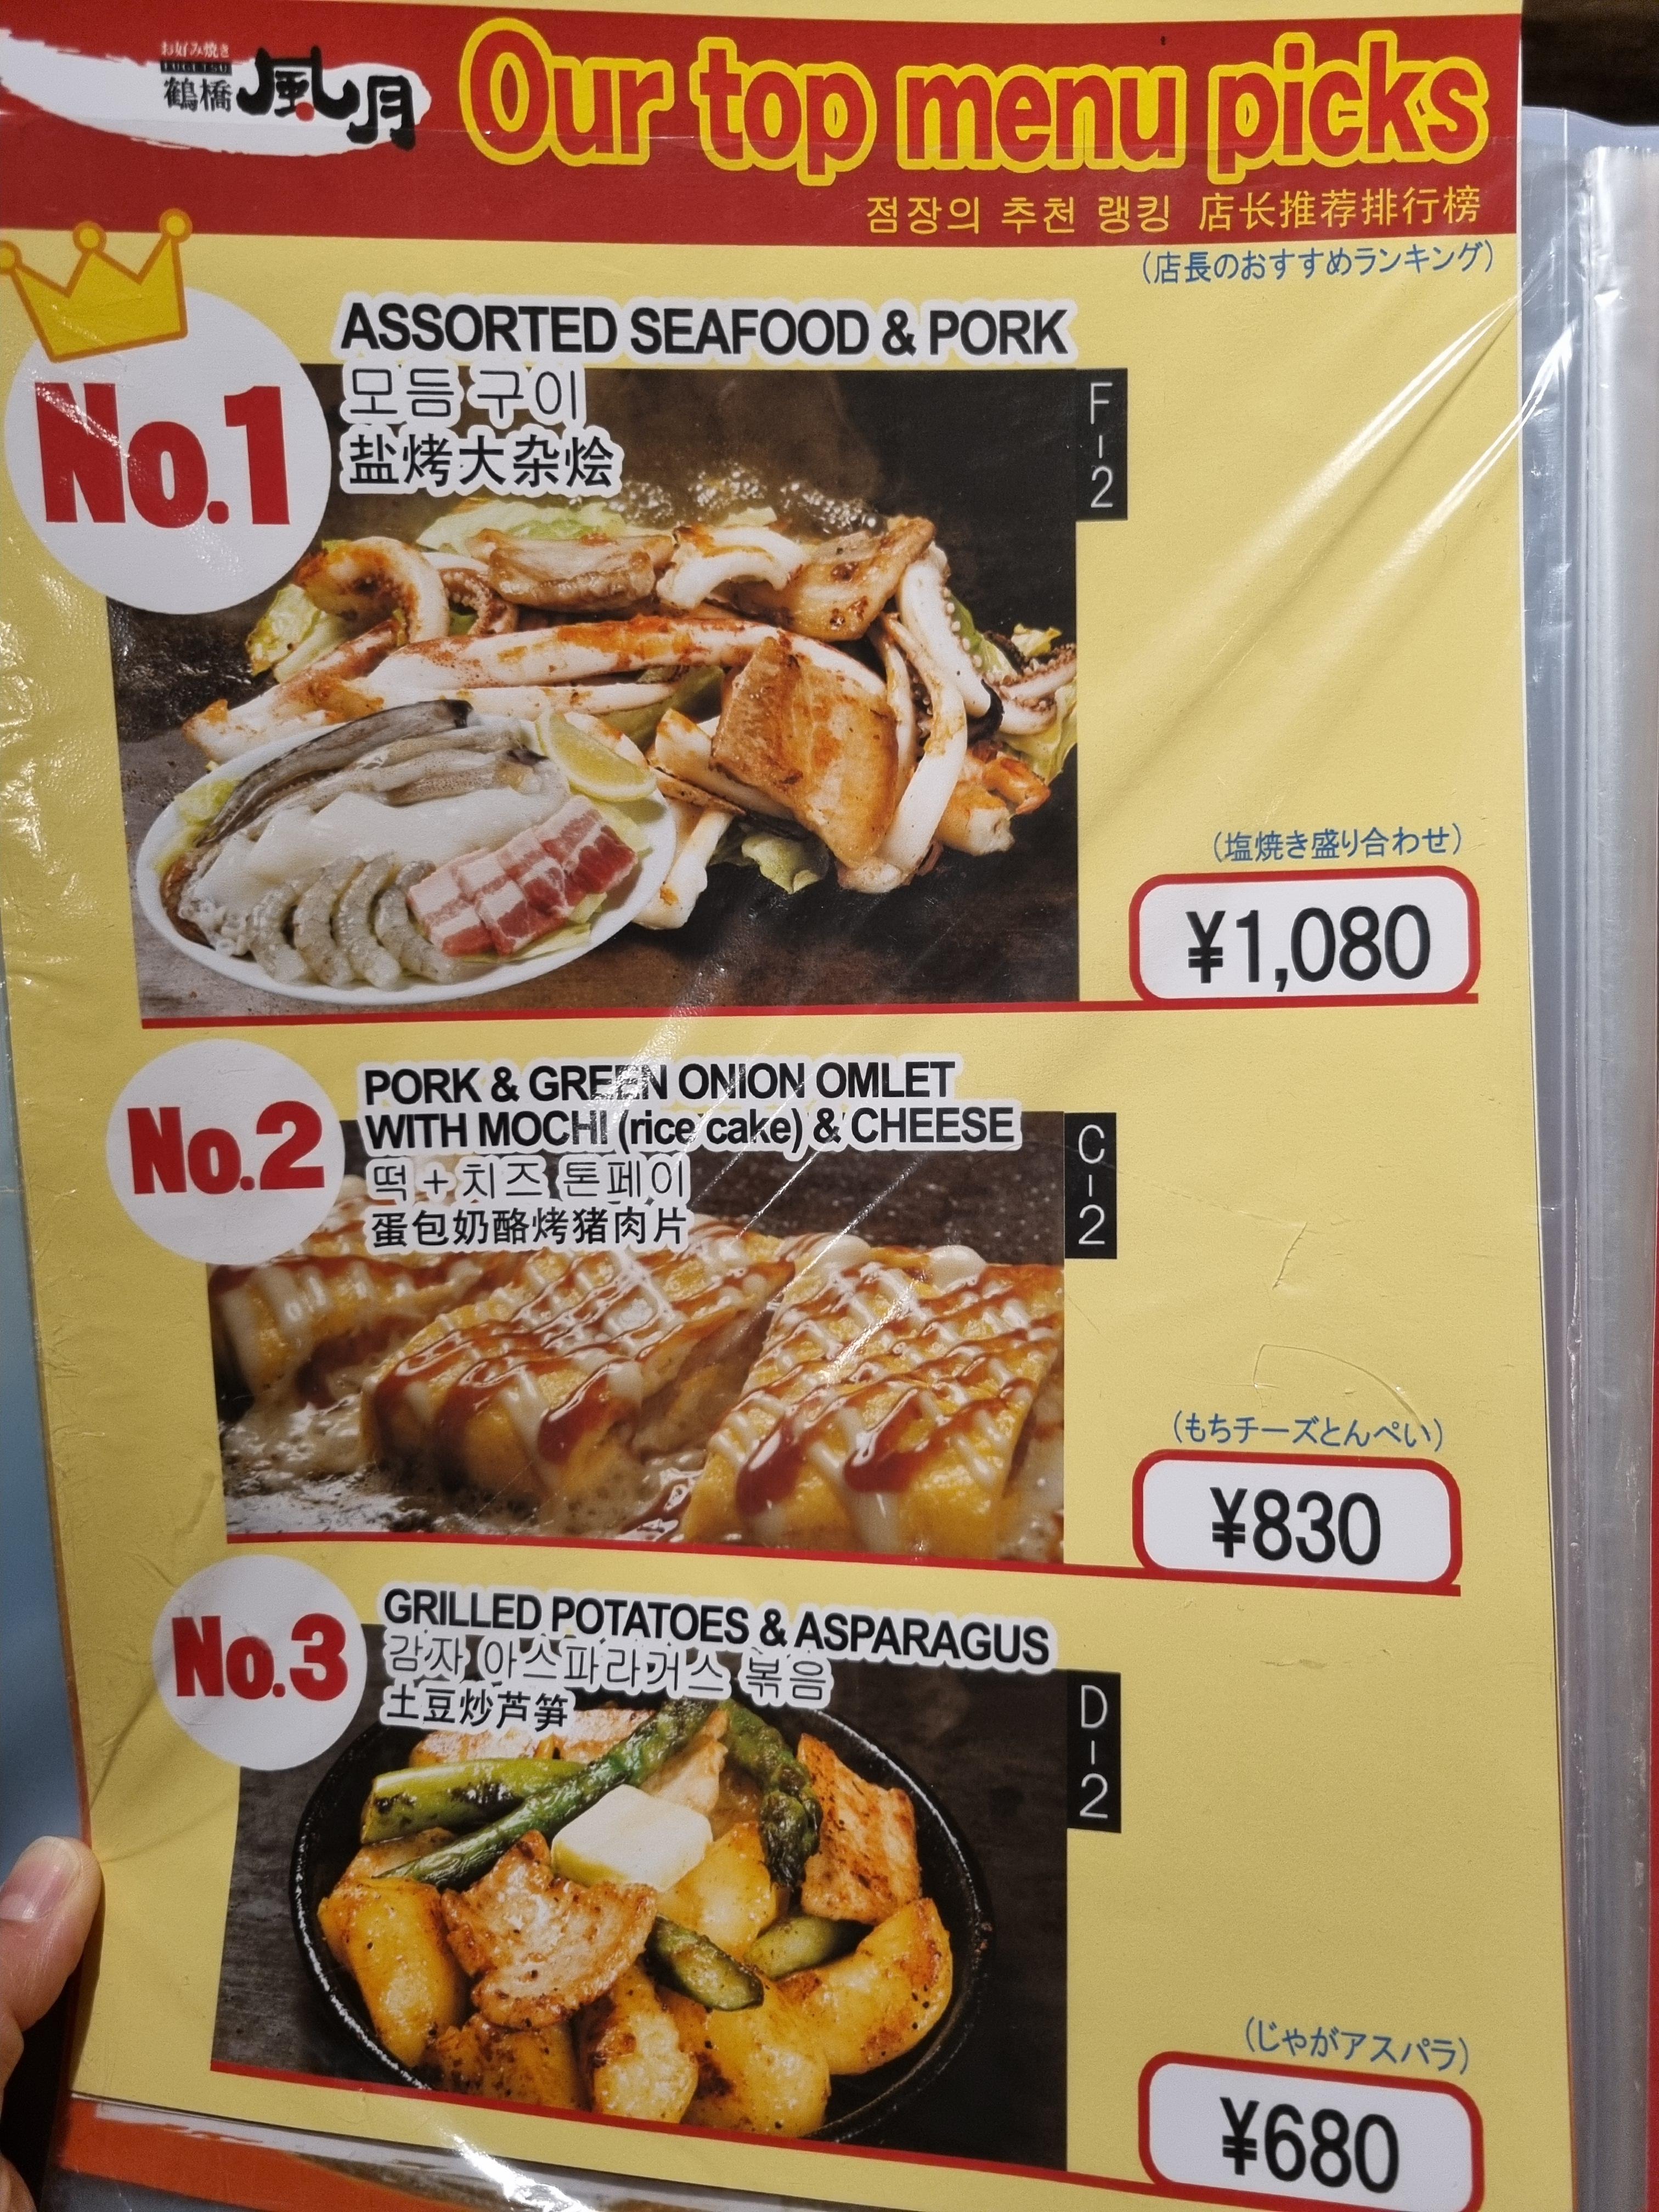 お好み焼き
FUGETSU
鶴橋
風月
Our top menu picks
점장의 추천 랭킹 店长推荐排行榜
(店長のおすすめランキング)
No.1
ASSORTED SEAFOOD & PORK
모듬 구이
盐烤大杂烩
F-2
(塩焼き盛り合わせ)
¥1,080
No.2
PORK & GREEN ONION OMLET
WITH MOCHI (rice cake) & CHEESE
떡+치즈 톤페이
蛋包奶酪烤猪肉片
C-2
(もちチーズとんぺい)
¥830
No.3
GRILLED POTATOES & ASPARAGUS
감자 아스파라거스 볶음
土豆炒芦笋
D-2
(じゃがアスパラ)
¥680